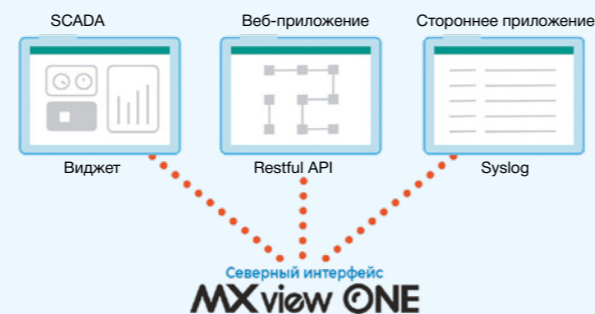 SCADA
Веб-приложение
Стороннее приложение
Виджет
Restful API
Syslog
Северный интерфейс
MXview ONE